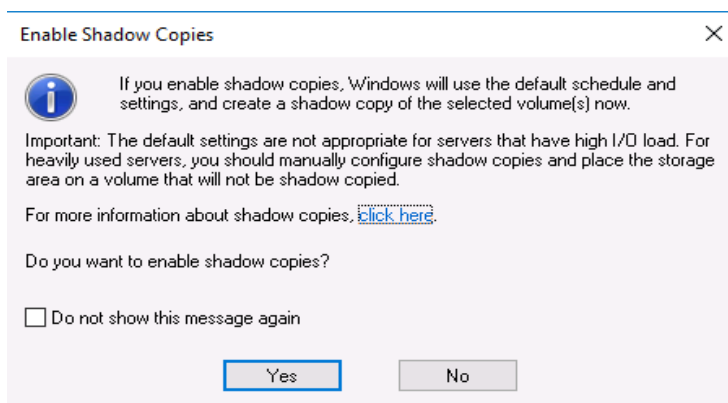 Enable Shadow Copies
If you enable shadow copies, Windows will use the default schedule and
settings, and create a shadow copy of the selected volume(s) now.
Important: The default settings are not appropriate for servers that have high I/O load. For
heavily used servers, you should manually configure shadow copies and place the storage
area on a volume that will not be shadow copied.
For more information about shadow copies, click here.
Do you want to enable shadow copies?
Do not show this message again
Yes
No